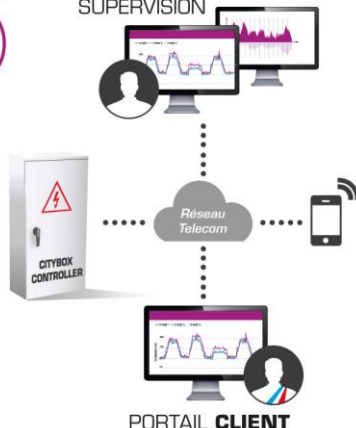 SUPERVISION
Réseau
Telecom
CITYBOX
CONTROLLER
PORTAIL CLIENT